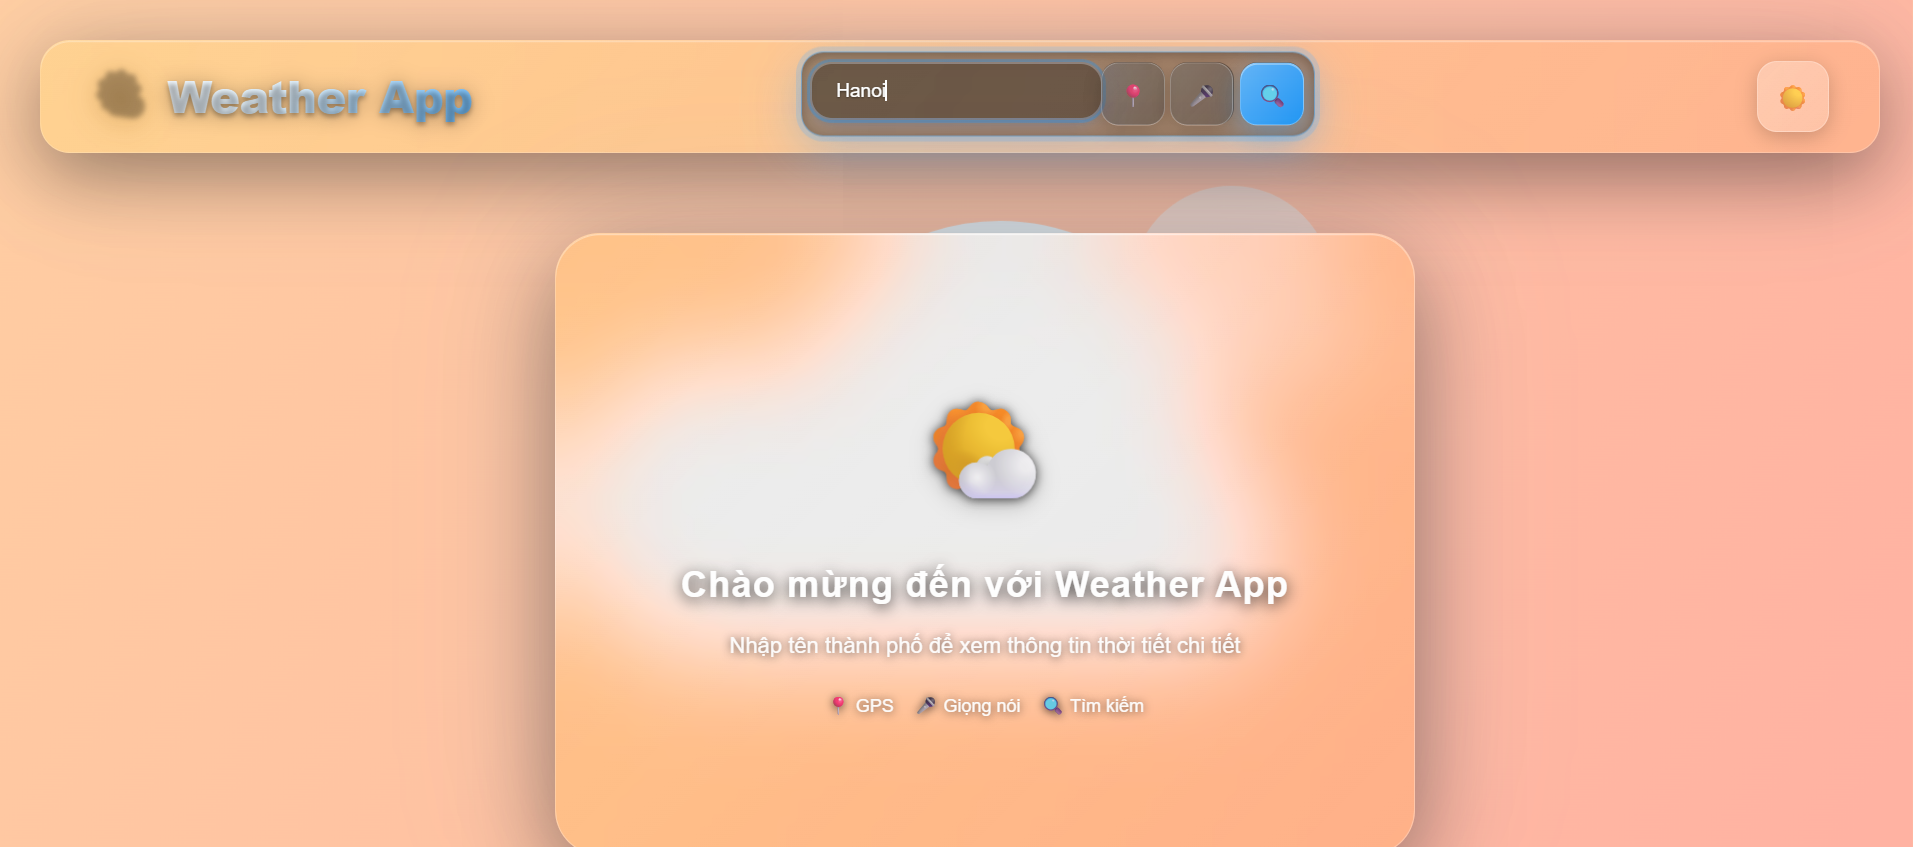 Weather App
Hanoi
Chào mừng đến với Weather App
Nhập tên thành phố để xem thông tin thời tiết chi tiết
GPS Giọng nói Tìm kiếm